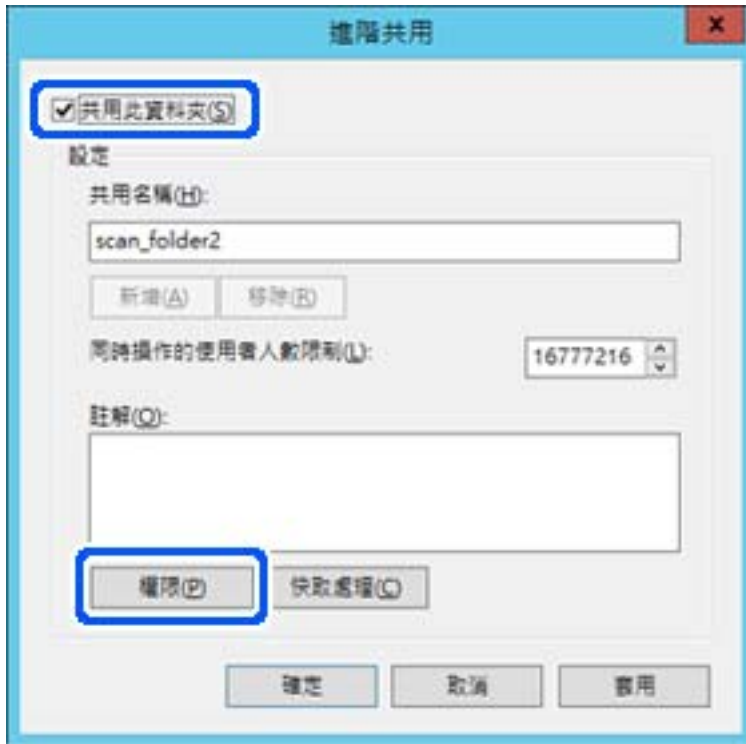 進階共用
共用此資料夾(S)
設定
共用名稱(H):
scan_folder2
新增(A) 移除(R)
同時操作的使用者人數限制(L): 16777216
註解(O):
權限(P) 快取處理(C)
確定 取消 套用